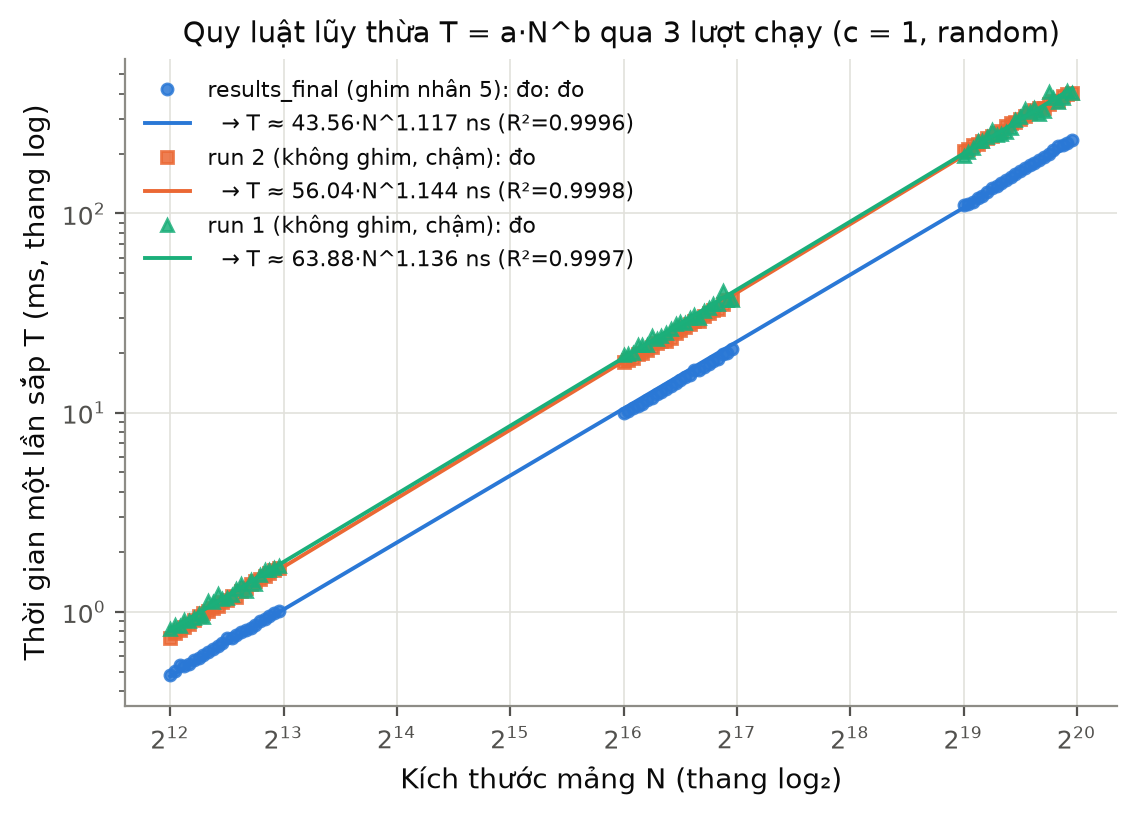 Quy luật lũy thừa T = a·N^b qua 3 lượt chạy (c = 1, random)
results_final (ghim nhân 5): đo: đo
→ T ≈ 43.56·N^1.117 ns (R²=0.9996)
run 2 (không ghim, chậm): đo
→ T ≈ 56.04·N^1.144 ns (R²=0.9998)
run 1 (không ghim, chậm): đo
→ T ≈ 63.88·N^1.136 ns (R²=0.9997)
Thời gian một lần sắp T (ms, thang log)
10²
10¹
10⁰
2¹² 2¹³ 2¹⁴ 2¹⁵ 2¹⁶ 2¹⁷ 2¹⁸ 2¹⁹ 2²⁰
Kích thước mảng N (thang log₂)